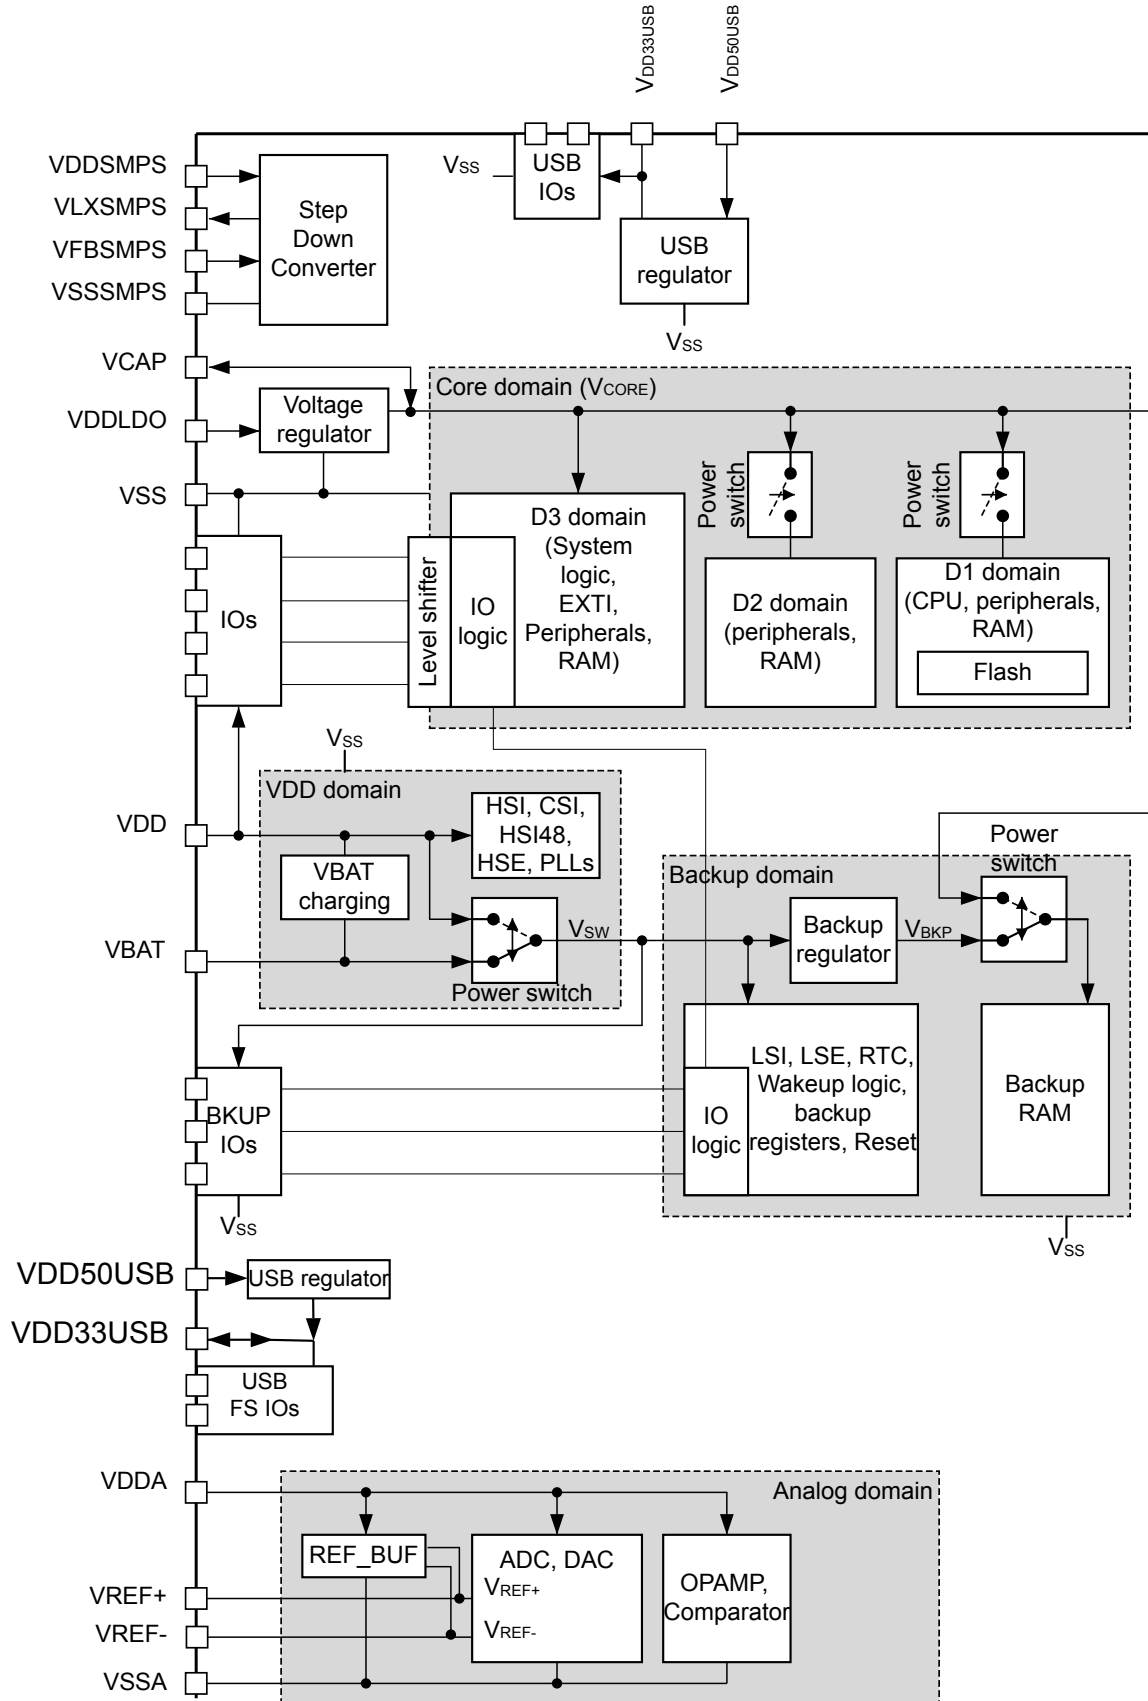 VDD33USB
VDD50USB
VDDSMPS
VLXSMPS
VFBSMPS
VSSSMPS
Step
Down
Converter
VSS
USB
IOs
USB
regulator
VSS
VCAP
VDDLDO
VSS
Voltage
regulator
Core domain (VCORE)
Power
switch
Power
switch
D3 domain
(System
logic,
EXTI,
Peripherals,
RAM)
IOs
Level shifter
IO
logic
D2 domain
(peripherals,
RAM)
D1 domain
(CPU, peripherals,
RAM)
Flash
VSS
VDD domain
VDD
HSI, CSI,
HSI48,
HSE, PLLs
VBAT
charging
VBAT
VSW
Power switch
Backup domain
Power
switch
Backup
regulator
VBKP
LSI, LSE, RTC,
Wakeup logic,
backup
registers, Reset
IO
logic
Backup
RAM
BKUP
IOs
VSS
VSS
VDD50USB
USB regulator
VDD33USB
USB
FS IOs
VDDA
Analog domain
REF_BUF
ADC, DAC
VREF+
VREF-
OPAMP,
Comparator
VREF+
VREF-
VSSA